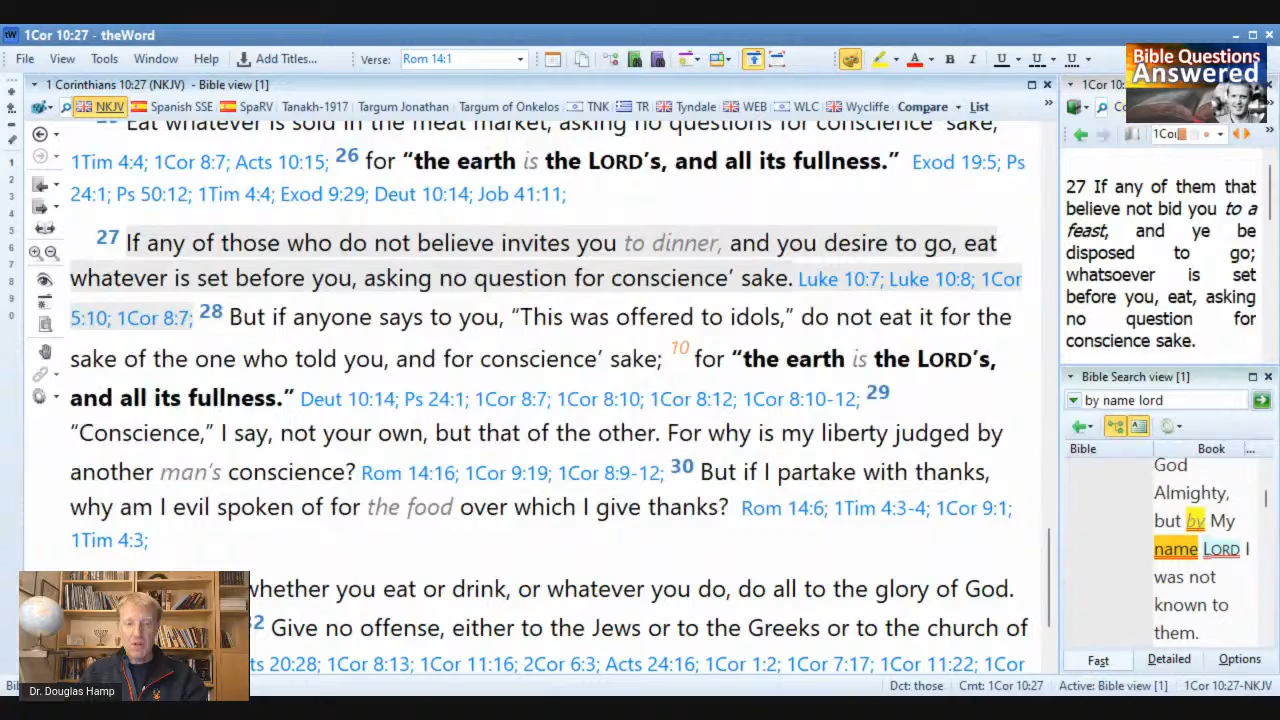 1Cor 10:27 - theWord
File View Tools Window Help Add Titles... Verse: Rom 14:1
Bible Questions
Answered
1 Corinthians 10:27 (NKJV) - Bible view [1]
NKJV Spanish SSE SpaRV Tanakh-1917 Targum Jonathan Targum of Onkelos TNK TR Tyndale WEB WLC Wycliffe Compare List
Eat whatever is sold in the meat market, asking no questions for conscience' sake;
1Tim 4:4; 1Cor 8:7; Acts 10:15; 26 for “the earth is the LORD’s, and all its fullness.” Exod 19:5; Ps
24:1; Ps 50:12; 1Tim 4:4; Exod 9:29; Deut 10:14; Job 41:11;
27 If any of those who do not believe invites you to dinner, and you desire to go, eat
whatever is set before you, asking no question for conscience’ sake. Luke 10:7; Luke 10:8; 1Cor
5:10; 1Cor 8:7; 28 But if anyone says to you, “This was offered to idols,” do not eat it for the
sake of the one who told you, and for conscience’ sake; 10 for “the earth is the LORD’s,
and all its fullness.” Deut 10:14; Ps 24:1; 1Cor 8:7; 1Cor 8:10; 1Cor 8:12; 1Cor 8:10-12; 29
“Conscience,” I say, not your own, but that of the other. For why is my liberty judged by
another man’s conscience? Rom 14:16; 1Cor 9:19; 1Cor 8:9-12; 30 But if I partake with thanks,
why am I evil spoken of for the food over which I give thanks? Rom 14:6; 1Tim 4:3-4; 1Cor 9:1;
1Tim 4:3;
whether you eat or drink, or whatever you do, do all to the glory of God.
32 Give no offense, either to the Jews or to the Greeks or to the church of
ts 20:28; 1Cor 8:13; 1Cor 11:16; 2Cor 6:3; Acts 24:16; 1Cor 1:2; 1Cor 7:17; 1Cor 11:22; 1Cor
1Cor 10:
1Co
27 If any of them that
believe not bid you to a
feast, and ye be
disposed to go;
whatsoever is set
before you, eat, asking
no question for
conscience sake.
Bible Search view [1]
by name lord
Bible Book ...
God
Almighty,
but by My
name LORD I
was not
known to
them.
Fast Detailed Options
Dr. Douglas Hamp
Dct: those Cmt: 1Cor 10:27 Active: Bible view [1] 1Cor 10:27-NKJV